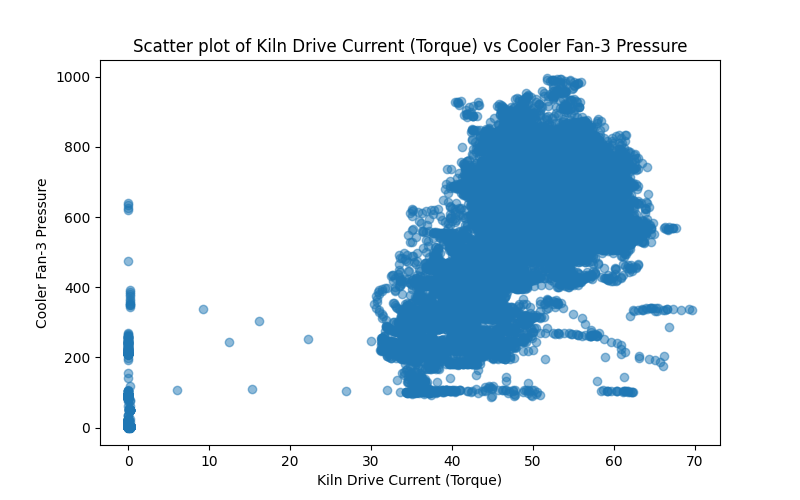 Scatter plot of Kiln Drive Current (Torque) vs Cooler Fan-3 Pressure
1000
800
600
400
200
0
Cooler Fan-3 Pressure
0 10 20 30 40 50 60 70
Kiln Drive Current (Torque)